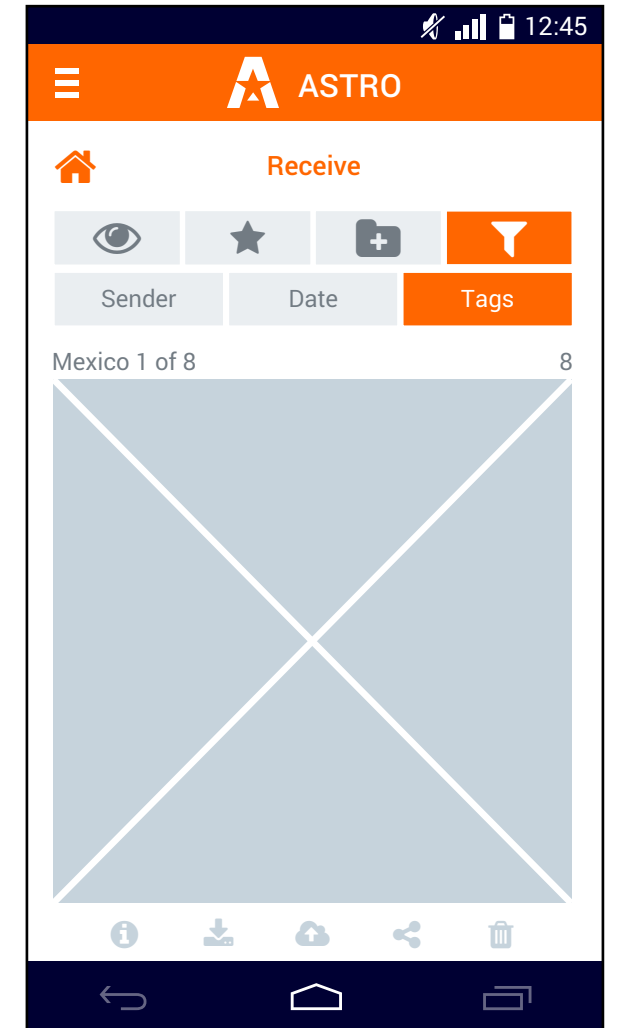 12:45
ASTRO
Receive
Sender Date Tags
Mexico 1 of 8 8